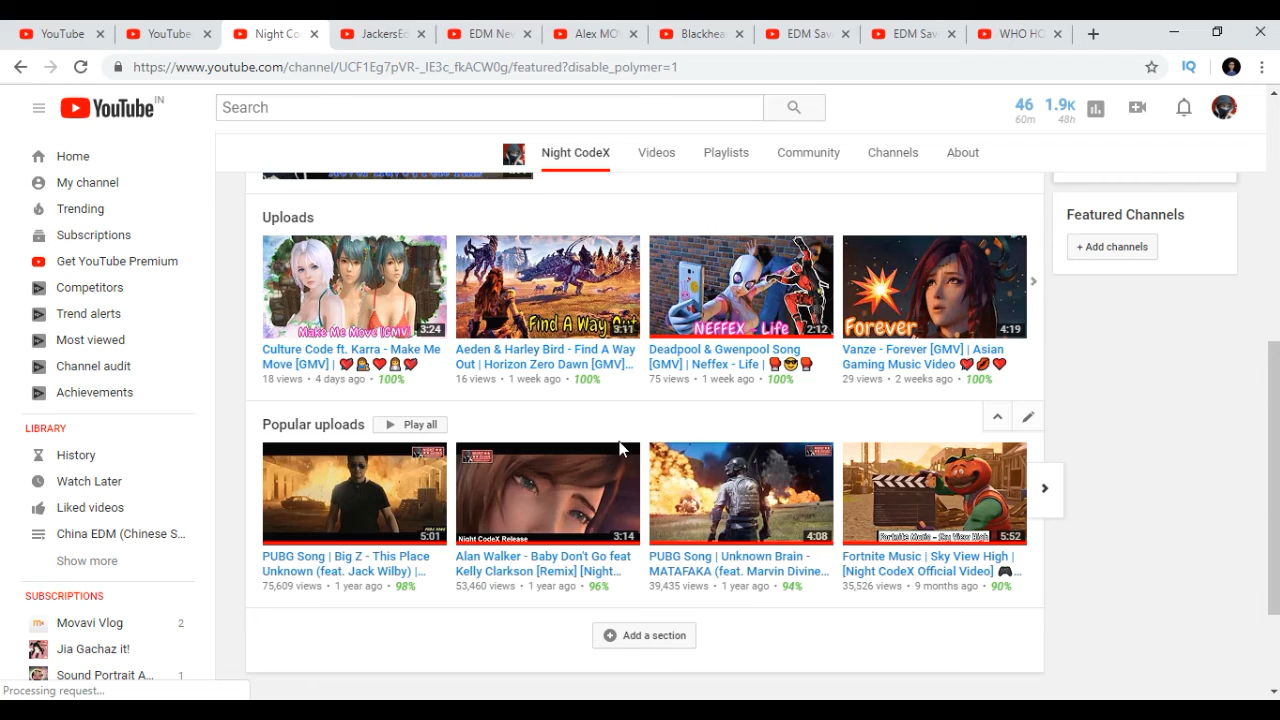 YouTube
YouTube
Night Co
JackersEd
EDM Ne
Alex MO
Blackhea
EDM Sav
EDM Sav
WHO HO
https://www.youtube.com/channel/UCF1Eg7pVR-_IE3c_fkACW0g/featured?disable_polymer=1
IQ
YouTube IN
Search
46 60m
1.9K 48h
Night CodeX
Videos
Playlists
Community
Channels
About
Home
My channel
Trending
Subscriptions
Get YouTube Premium
Competitors
Trend alerts
Most viewed
Channel audit
Achievements
LIBRARY
History
Watch Later
Liked videos
China EDM (Chinese S...
Show more
SUBSCRIPTIONS
Movavi Vlog 2
Jia Gachaz it!
Sound Portrait A... 1
Processing request...
Uploads
Make Me Move [GMV]
3:24
Culture Code ft. Karra - Make Me
Move [GMV] |
18 views • 4 days ago • 100%
Find A Way Out
3:11
Aeden & Harley Bird - Find A Way
Out | Horizon Zero Dawn [GMV]...
16 views • 1 week ago • 100%
NEFFEX - Life
2:12
Deadpool & Gwenpool Song
[GMV] | Neffex - Life |
75 views • 1 week ago • 100%
Forever
4:19
Vanze - Forever [GMV] | Asian
Gaming Music Video
29 views • 2 weeks ago • 100%
Popular uploads
Play all
5:01
PUBG Song | Big Z - This Place
Unknown (feat. Jack Wilby) |...
75,609 views • 1 year ago • 98%
Night CodeX Release
3:14
Alan Walker - Baby Don't Go feat
Kelly Clarkson [Remix] [Night...
53,460 views • 1 year ago • 96%
4:08
PUBG Song | Unknown Brain -
MATAFAKA (feat. Marvin Divine...
39,435 views • 1 year ago • 94%
Fortnite Music - Sky View High
5:52
Fortnite Music | Sky View High |
[Night CodeX Official Video] ...
35,526 views • 9 months ago • 90%
Add a section
Featured Channels
+ Add channels